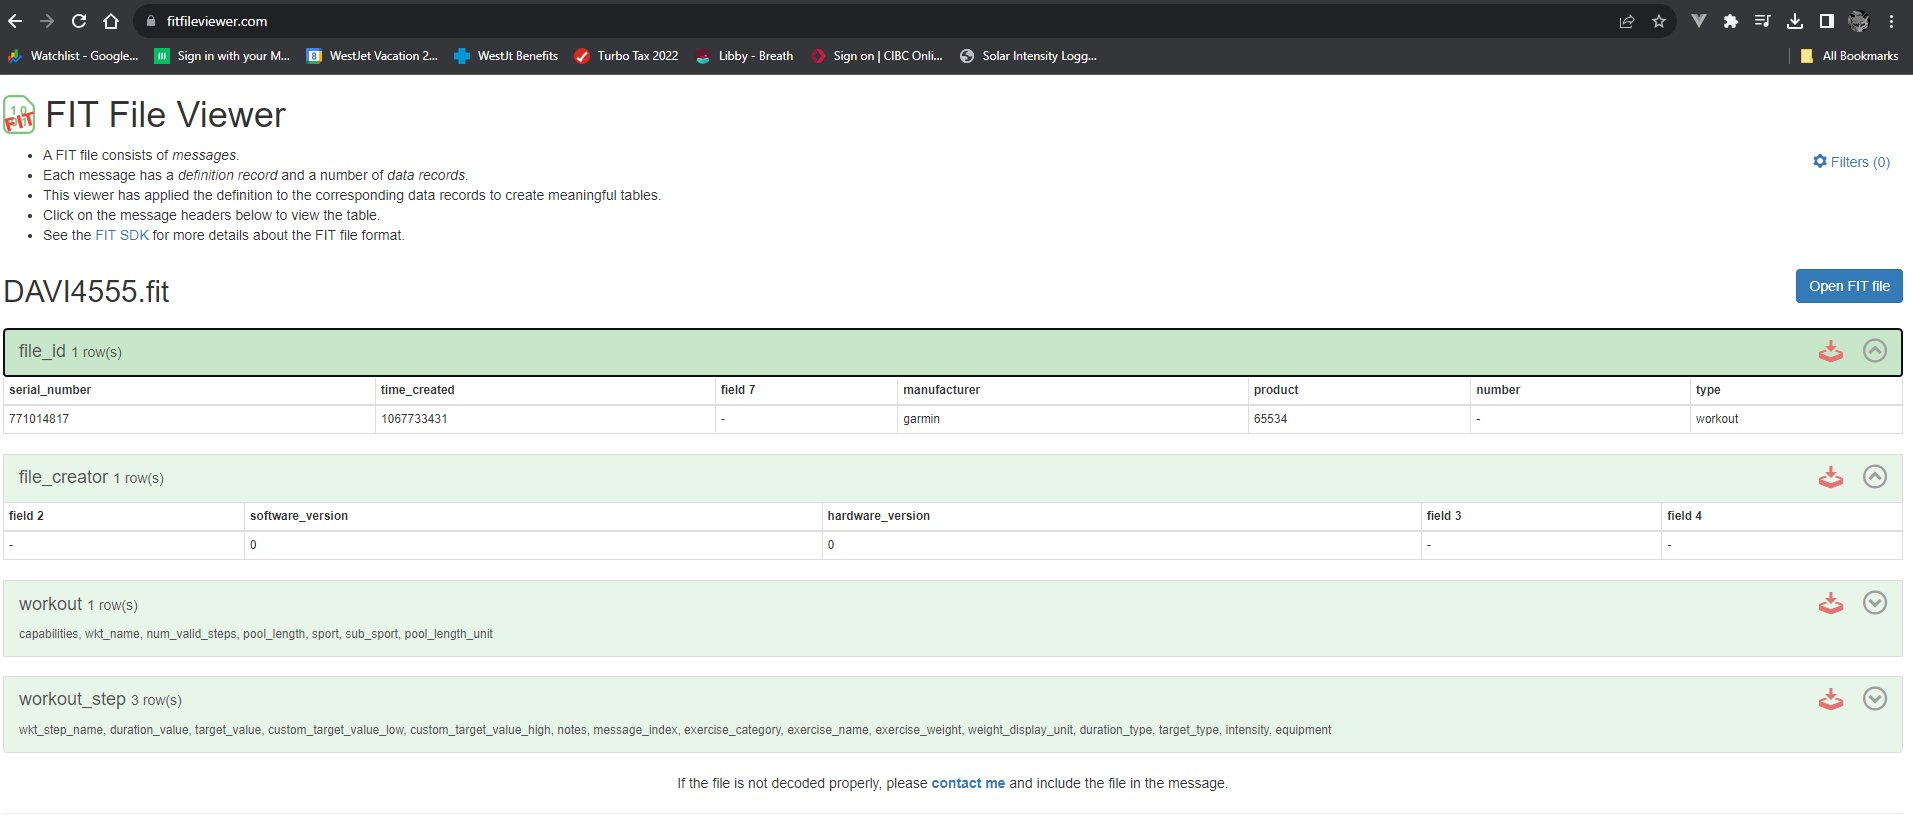 fitfileviewer.com
Watchlist - Google... Sign in with your M... 8 WestJet Vacation 2... WestJt Benefits Turbo Tax 2022 Libby - Breath Sign on | CIBC Onli... Solar Intensity Logg... All Bookmarks
FIT FIT File Viewer
A FIT file consists of messages.
Each message has a definition record and a number of data records.
Filters (0)
This viewer has applied the definition to the corresponding data records to create meaningful tables.
Click on the message headers below to view the table.
See the FIT SDK for more details about the FIT file format.
DAVI4555.fit
Open FIT file
file_id 1 row(s)
serial_number time_created field 7 manufacturer product number type
771014817 1067733431 - garmin 65534 - workout
file_creator 1 row(s)
field 2 software_version hardware_version field 3 field 4
- 0 0 - -
workout 1 row(s)
capabilities, wkt_name, num_valid_steps, pool_length, sport, sub_sport, pool_length_unit
workout_step 3 row(s)
wkt_step_name, duration_value, target_value, custom_target_value_low, custom_target_value_high, notes, message_index, exercise_category, exercise_name, exercise_weight, weight_display_unit, duration_type, target_type, intensity, equipment
If the file is not decoded properly, please contact me and include the file in the message.